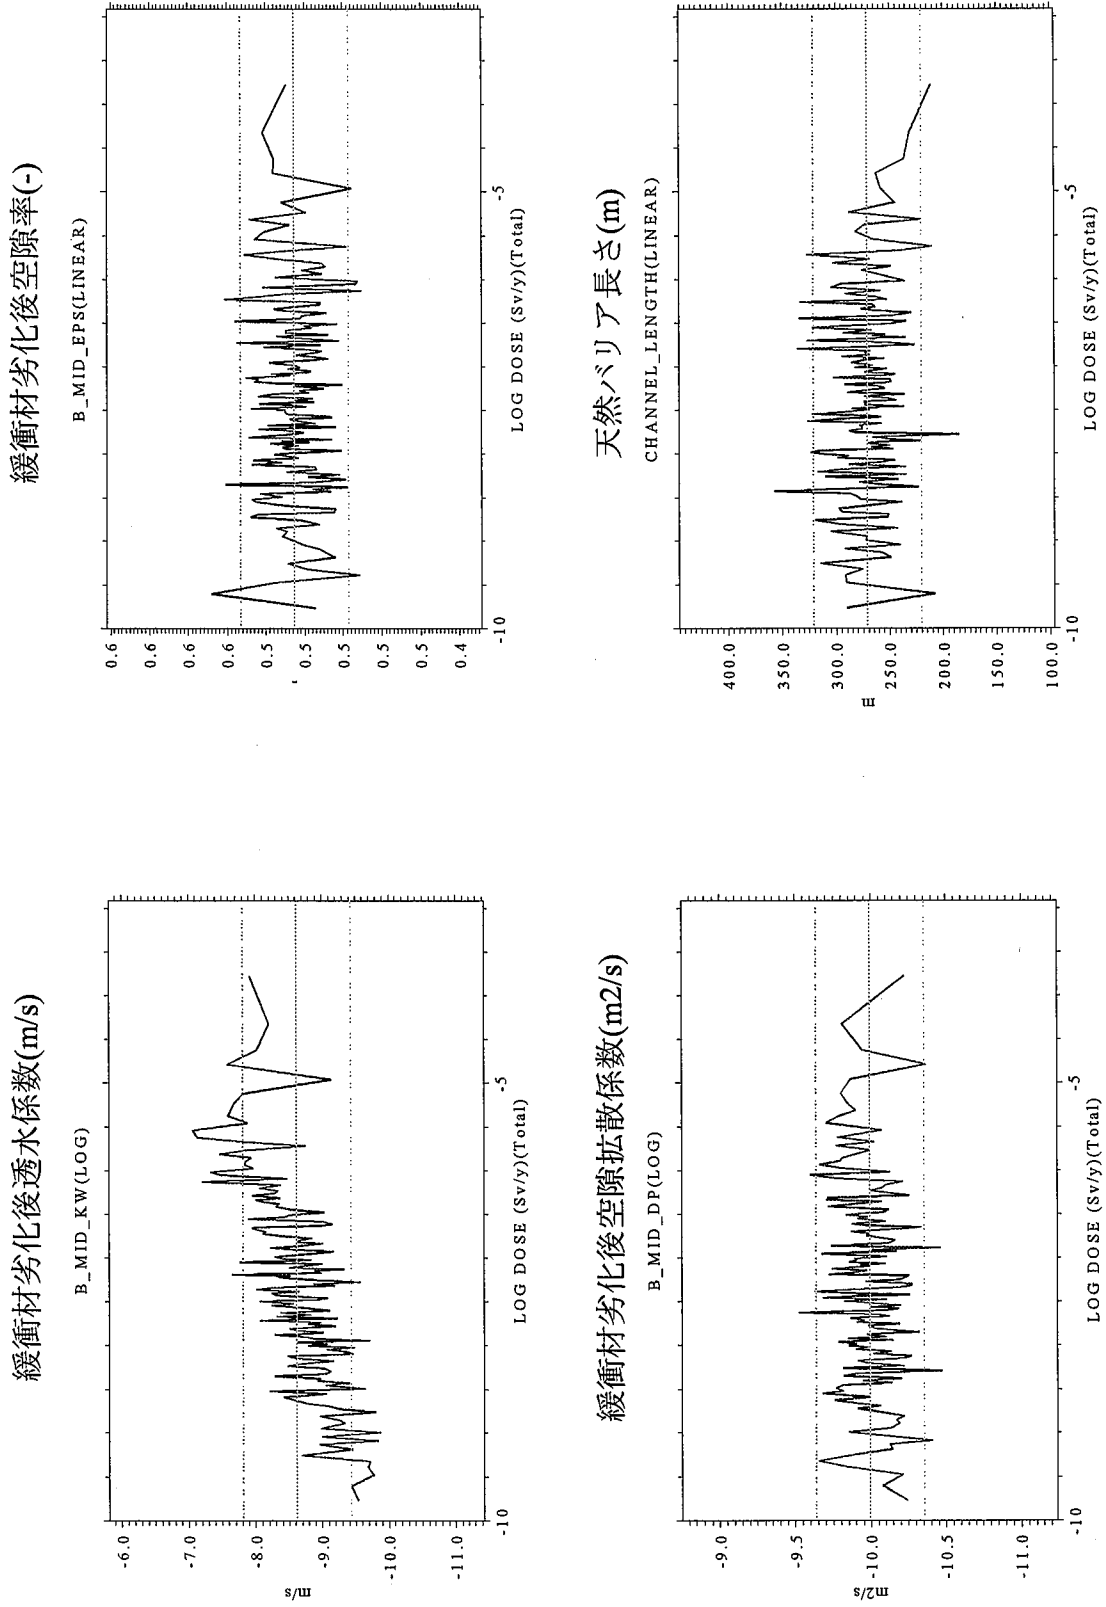 緩衝材劣化後透水係数(m/s)
B_MID_KW(LOG)
-6.0
-7.0
-8.0
-9.0
-10.0
-11.0
m/s
-10
-5
LOG DOSE (Sv/y)(Total)
緩衝材劣化後空隙率(-)
B_MID_EPS(LINEAR)
0.6
0.6
0.6
0.6
0.5
0.5
0.5
0.5
0.4
0.4
-
-10
-5
LOG DOSE (Sv/y)(Total)
緩衝材劣化後空隙拡散係数(m2/s)
B_MID_DP(LOG)
-9.0
-9.5
-10.0
-10.5
-11.0
m2/s
-10
-5
LOG DOSE (Sv/y)(Total)
天然バリア長さ(m)
CHANNEL_LENGTH(LINEAR)
400.0
350.0
300.0
250.0
200.0
150.0
100.0
m
-10
-5
LOG DOSE (Sv/y)(Total)